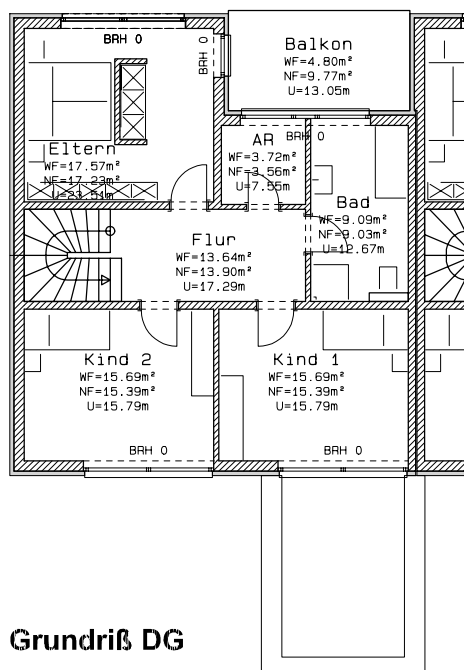 BRH 0
BRH 0
Balkon
WF=4.80m²
NF=9.77m²
U=13.05m
Eltern
WF=17.57m²
NF=17.23m²
U=23.51m
AR
BRH 0
WF=3.72m²
NF=3.56m²
U=7.55m
Bad
WF=9.09m²
NF=9.03m²
U=12.67m
Flur
WF=13.64m²
NF=13.90m²
U=17.29m
Kind 2
WF=15.69m²
NF=15.39m²
U=15.79m
Kind 1
WF=15.69m²
NF=15.39m²
U=15.79m
BRH 0
BRH 0
Grundriß DG